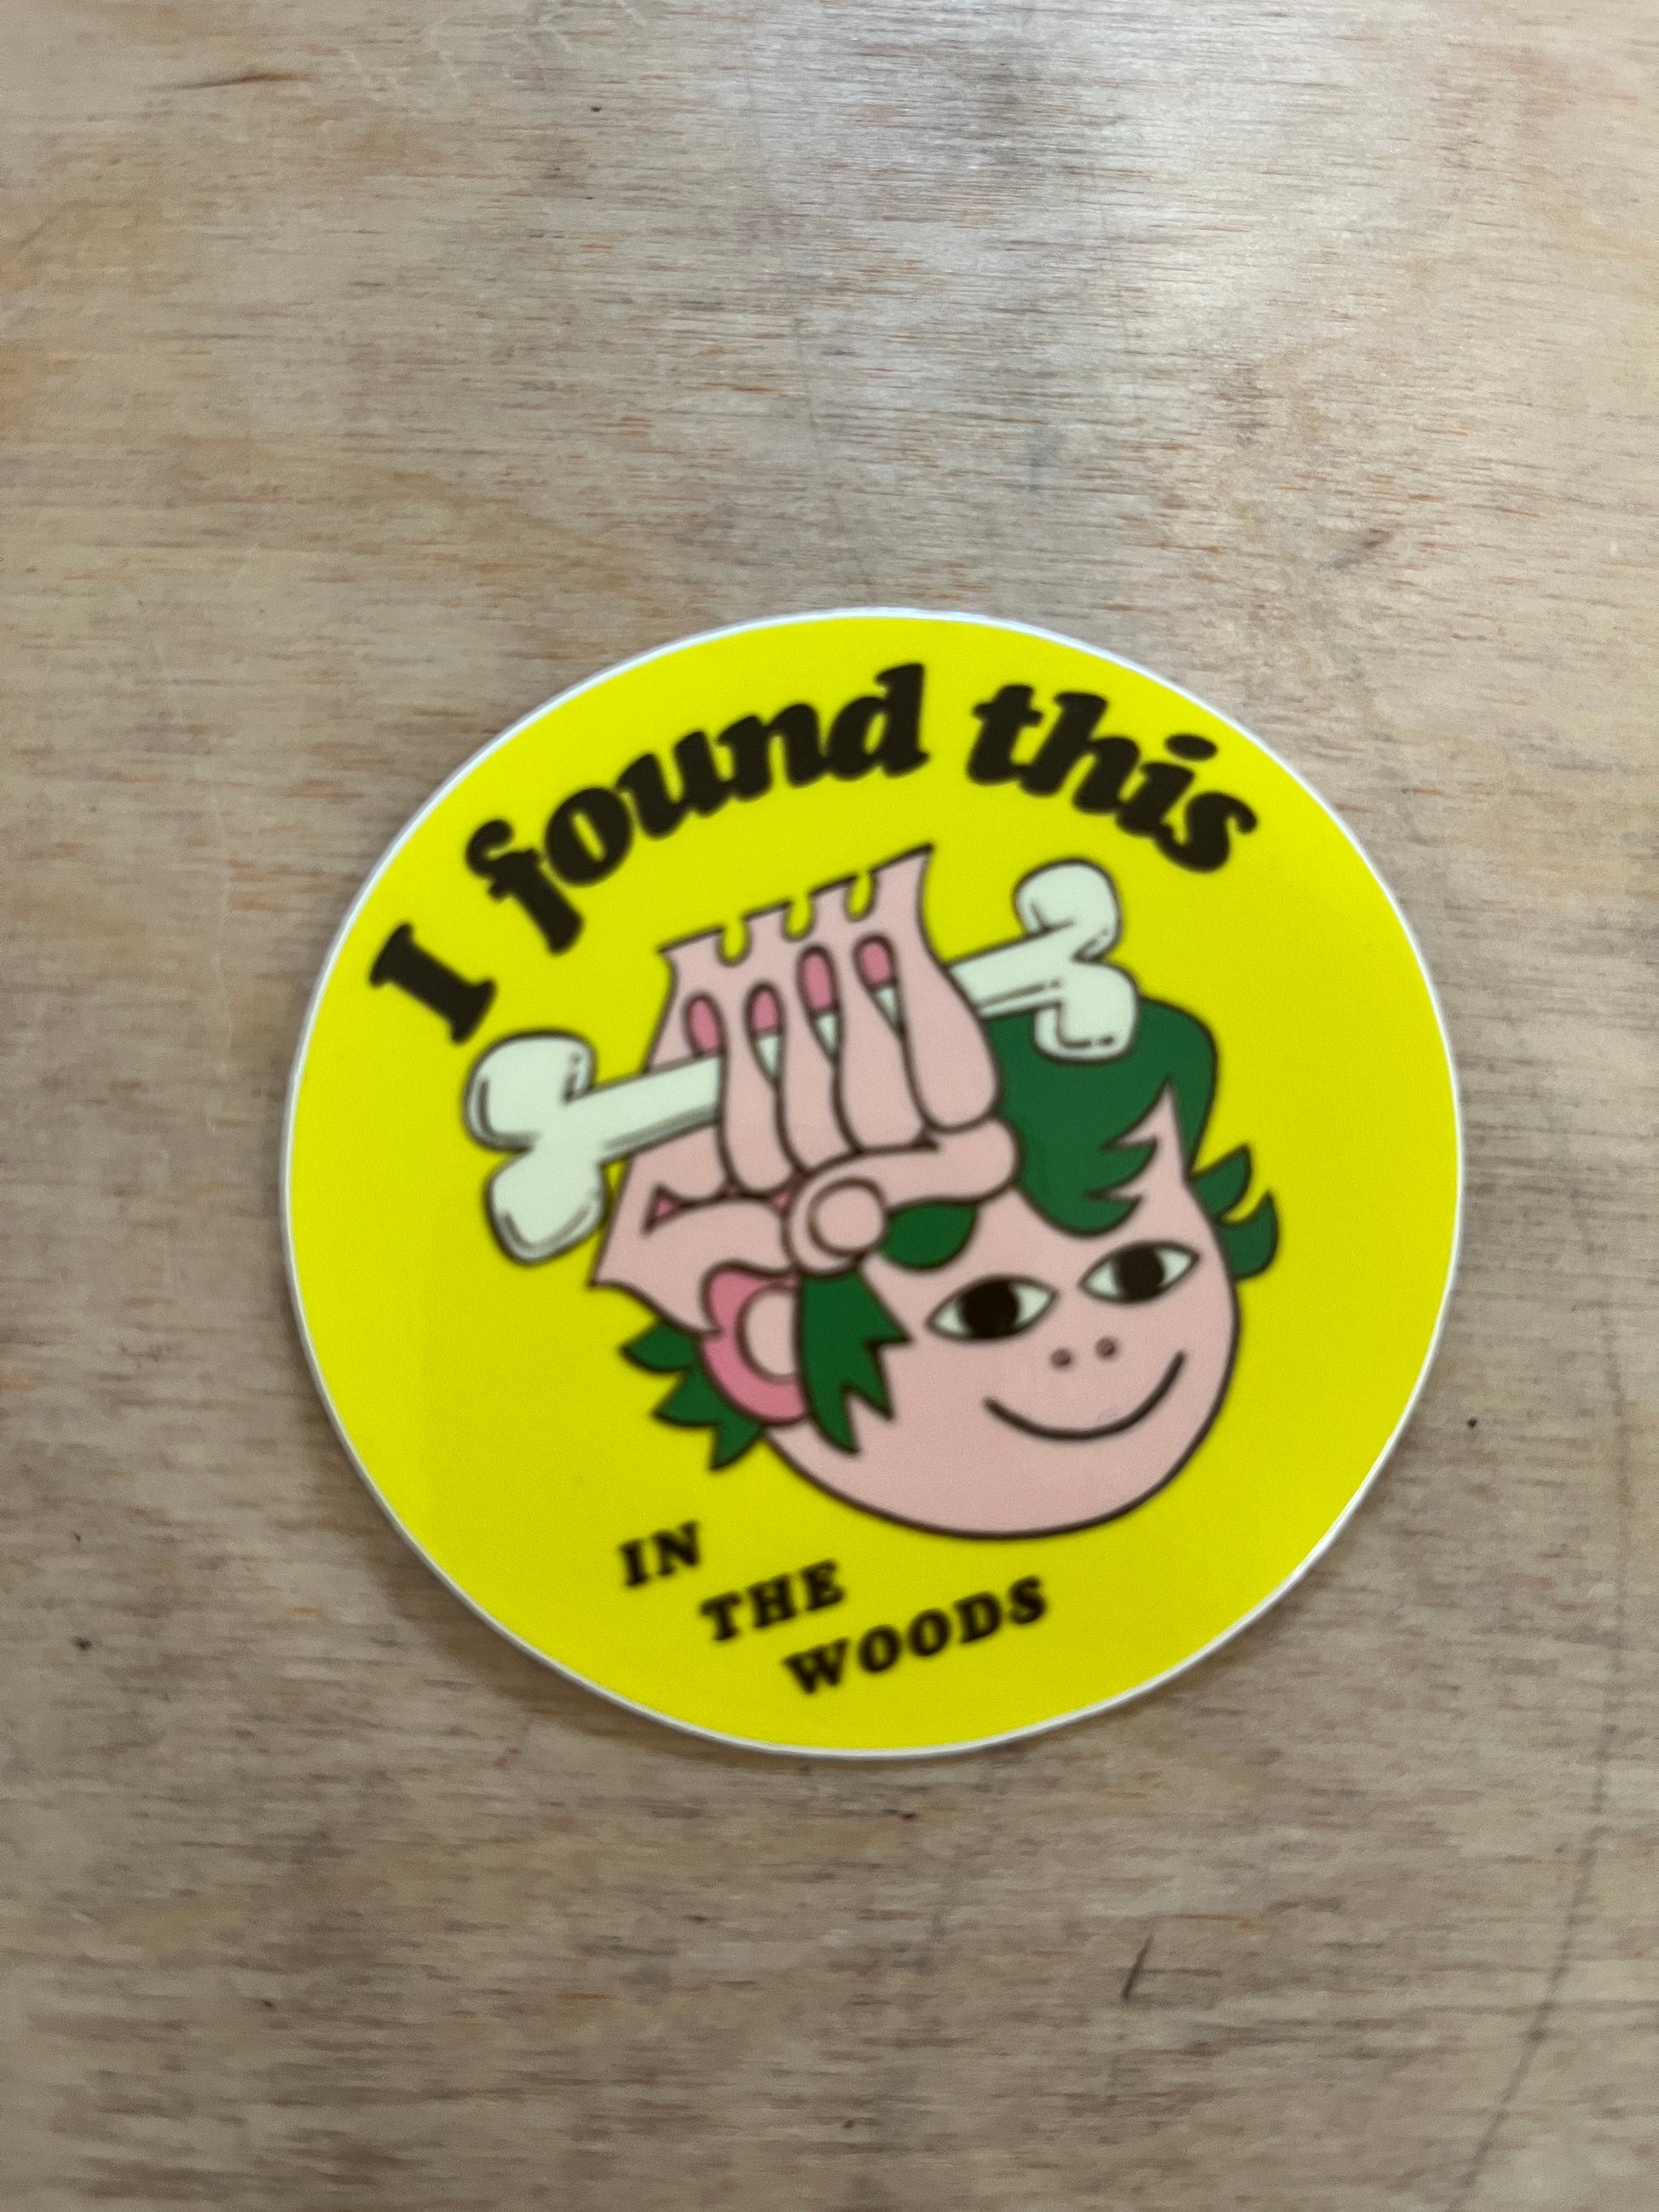 I found this
IN
THE
WOODS